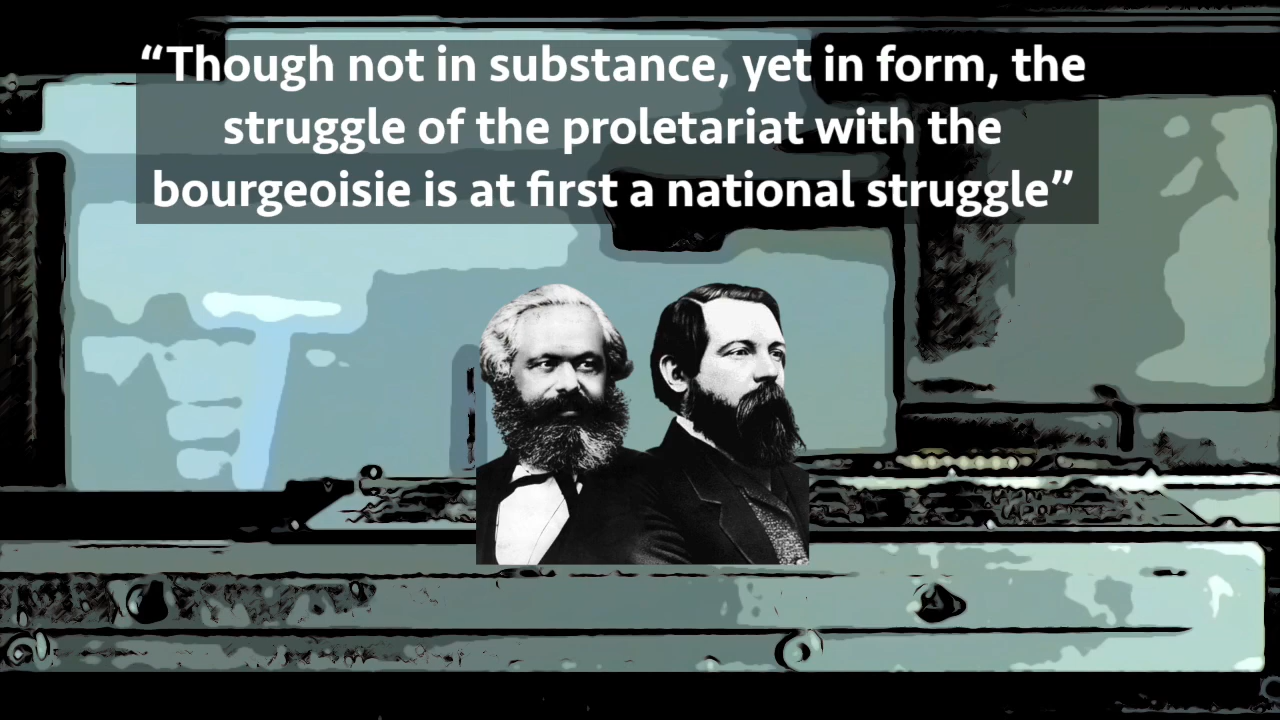 “Though not in substance, yet in form, the
struggle of the proletariat with the
bourgeoisie is at first a national struggle”